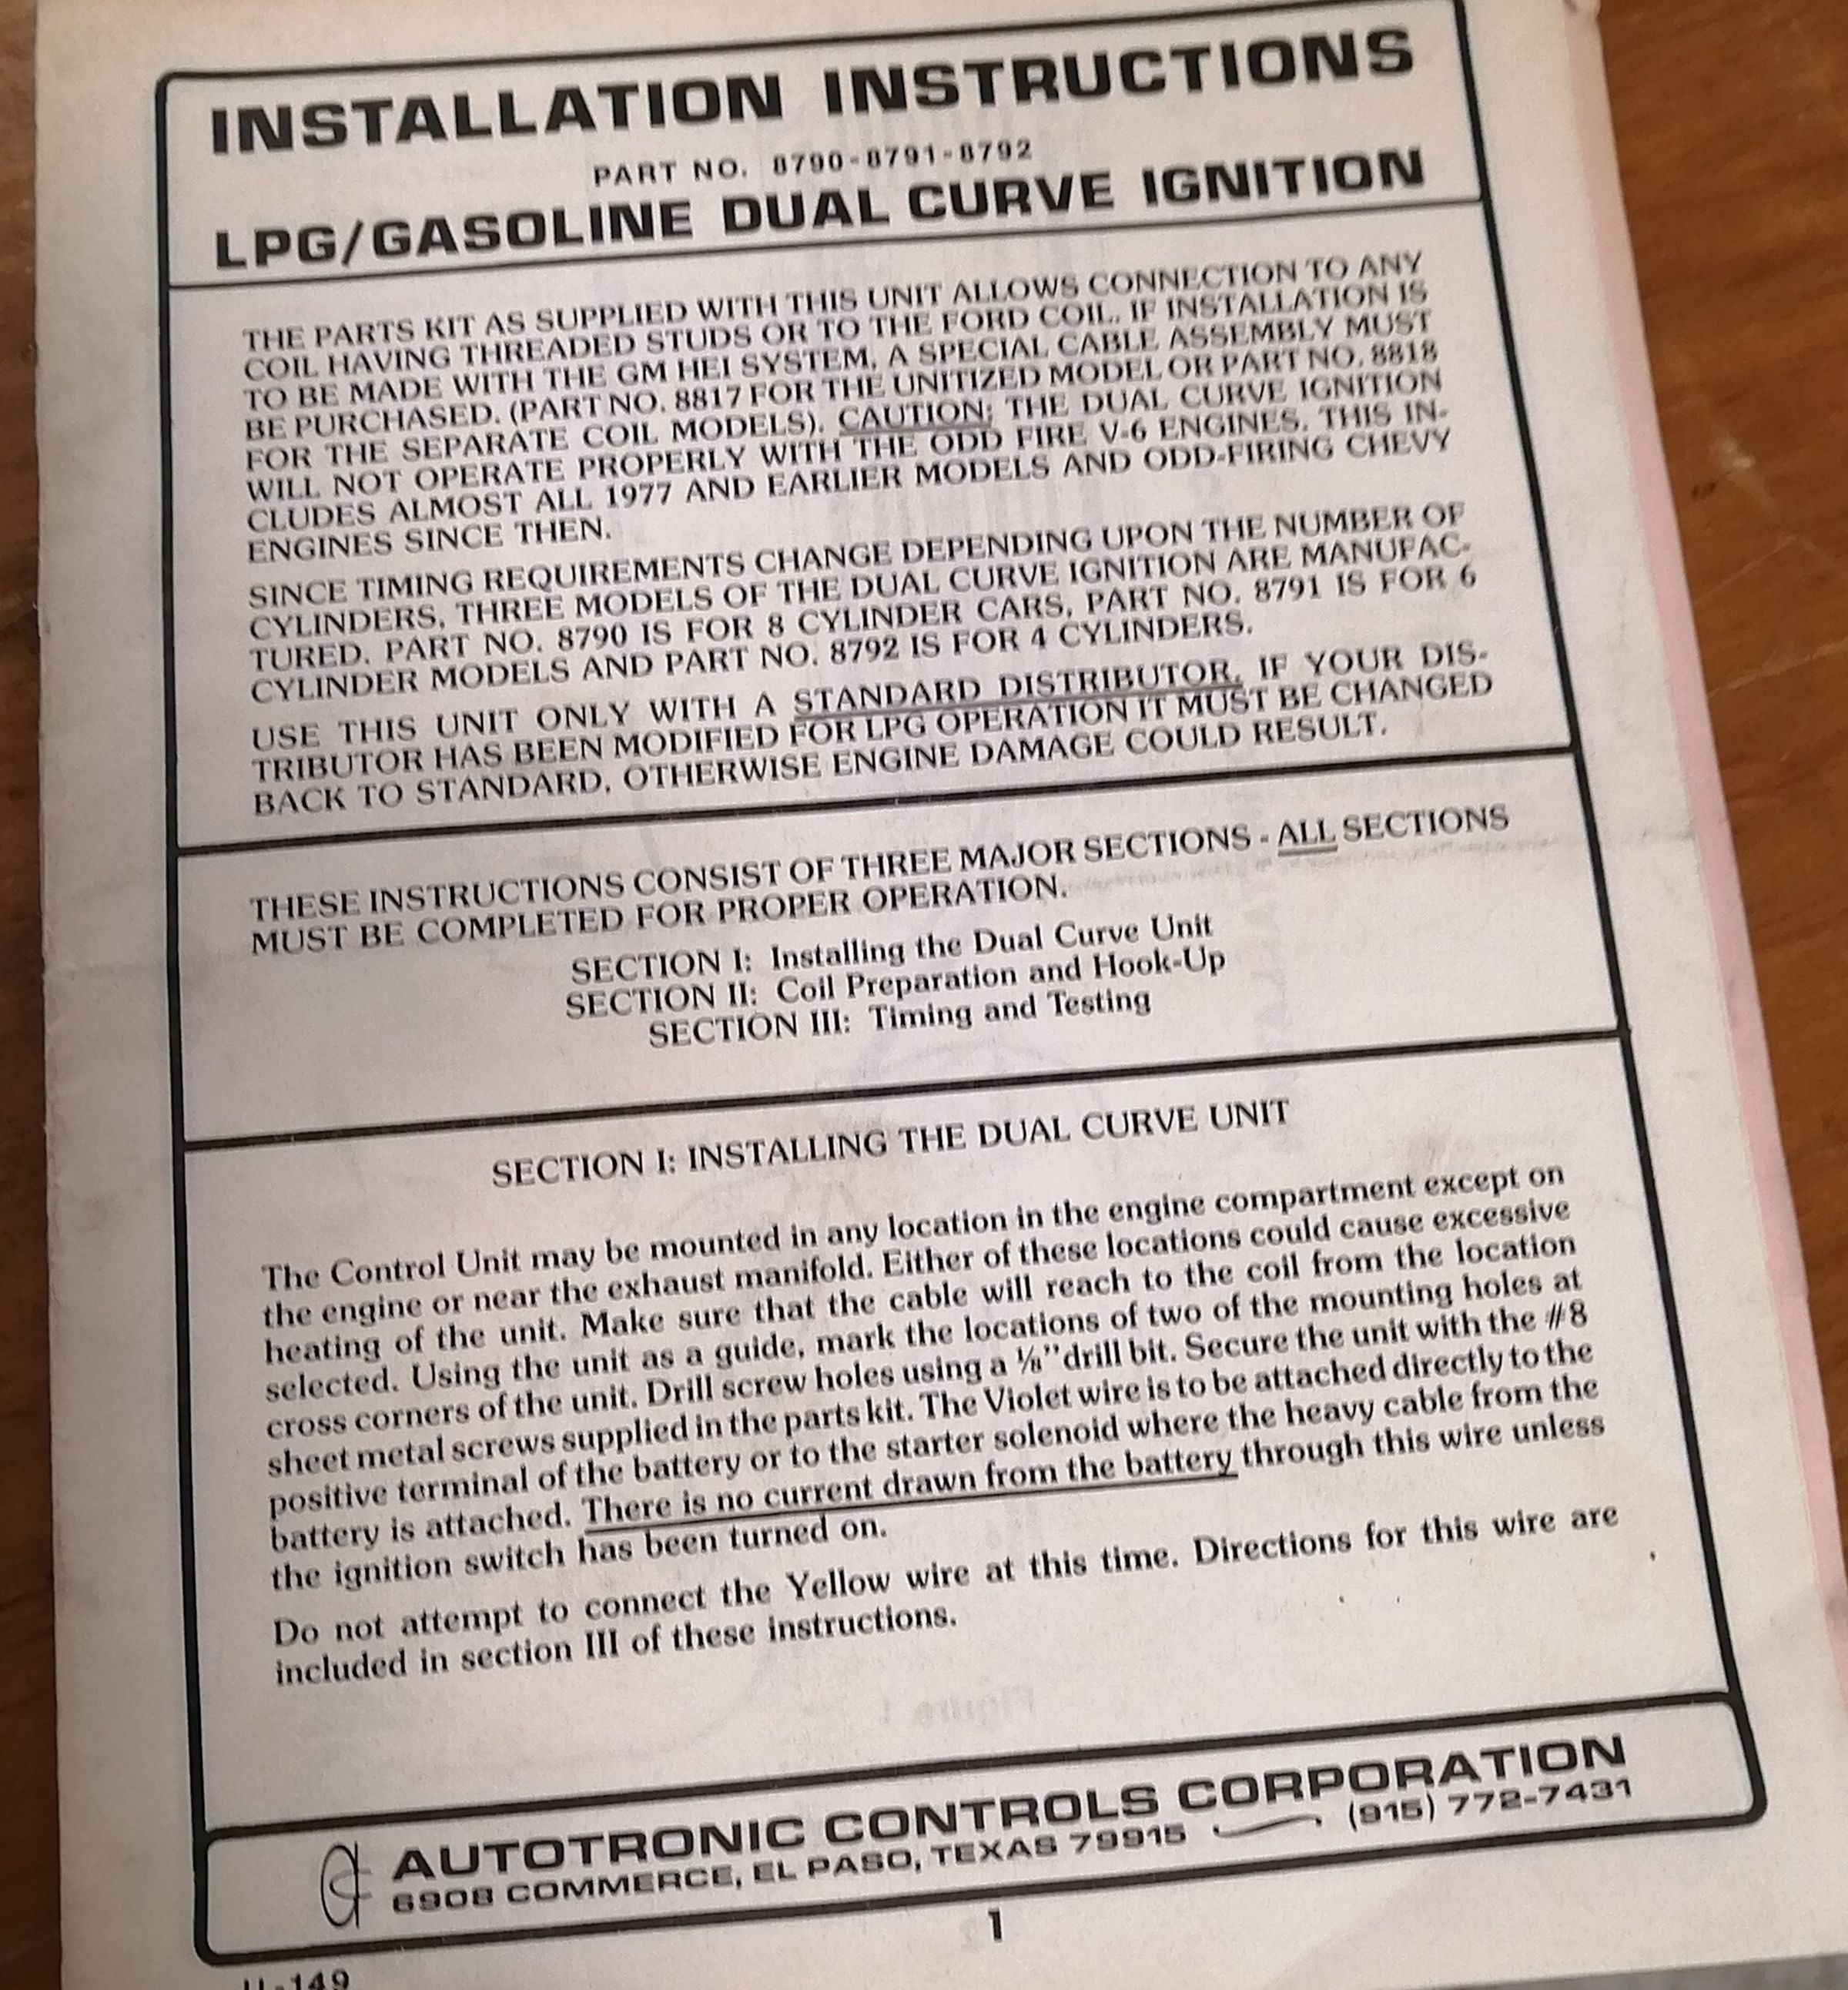 INSTALLATION INSTRUCTIONS
PART NO. 8790-8791-8792
LPG/GASOLINE DUAL CURVE IGNITION
THE PARTS KIT AS SUPPLIED WITH THIS UNIT ALLOWS CONNECTION TO ANY
COIL HAVING THREADED STUDS OR TO THE FORD COIL. IF INSTALLATION IS
TO BE MADE WITH THE GM HEI SYSTEM, A SPECIAL CABLE ASSEMBLY MUST
BE PURCHASED. (PART NO. 8817 FOR THE UNITIZED MODEL OR PART NO. 8818
FOR THE SEPARATE COIL MODELS). CAUTION: THE DUAL CURVE IGNITION
WILL NOT OPERATE PROPERLY WITH THE ODD FIRE V-6 ENGINES. THIS IN-
CLUDES ALMOST ALL 1977 AND EARLIER MODELS AND ODD-FIRING CHEVY
ENGINES SINCE THEN.
SINCE TIMING REQUIREMENTS CHANGE DEPENDING UPON THE NUMBER OF
CYLINDERS, THREE MODELS OF THE DUAL CURVE IGNITION ARE MANUFAC-
TURED. PART NO. 8790 IS FOR 8 CYLINDER CARS, PART NO. 8791 IS FOR 6
CYLINDER MODELS AND PART NO. 8792 IS FOR 4 CYLINDERS.
USE THIS UNIT ONLY WITH A STANDARD DISTRIBUTOR. IF YOUR DIS-
TRIBUTOR HAS BEEN MODIFIED FOR LPG OPERATION IT MUST BE CHANGED
BACK TO STANDARD, OTHERWISE ENGINE DAMAGE COULD RESULT.
THESE INSTRUCTIONS CONSIST OF THREE MAJOR SECTIONS - ALL SECTIONS
MUST BE COMPLETED FOR PROPER OPERATION.
SECTION I: Installing the Dual Curve Unit
SECTION II: Coil Preparation and Hook-Up
SECTION III: Timing and Testing
SECTION I: INSTALLING THE DUAL CURVE UNIT
The Control Unit may be mounted in any location in the engine compartment except on
the engine or near the exhaust manifold. Either of these locations could cause excessive
heating of the unit. Make sure that the cable will reach to the coil from the location
selected. Using the unit as a guide, mark the locations of two of the mounting holes at
cross corners of the unit. Drill screw holes using a ⅛" drill bit. Secure the unit with the #8
sheet metal screws supplied in the parts kit. The Violet wire is to be attached directly to the
positive terminal of the battery or to the starter solenoid where the heavy cable from the
battery is attached. There is no current drawn from the battery through this wire unless
the ignition switch has been turned on.
Do not attempt to connect the Yellow wire at this time. Directions for this wire are
included in section III of these instructions.
AUTOTRONIC CONTROLS CORPORATION
6908 COMMERCE, EL PASO, TEXAS 79915 (915) 772-7431
1